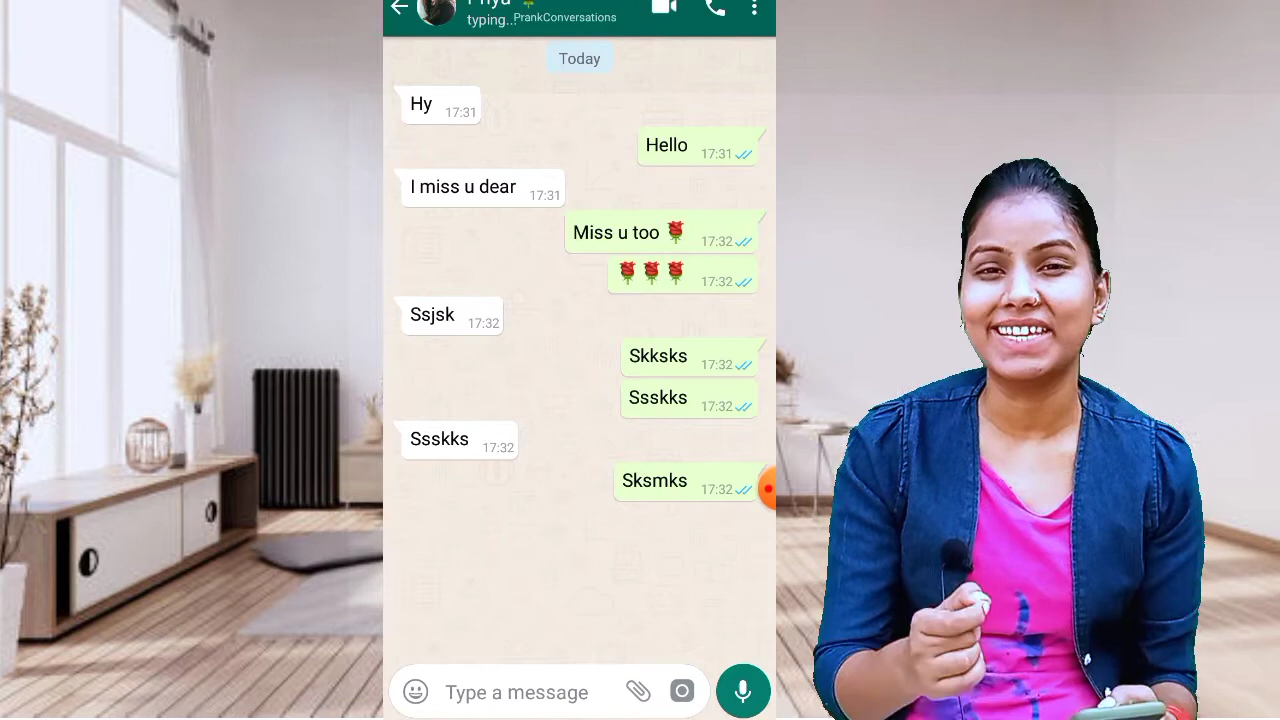 Priya
typing...PrankConversations
Today
Hy 17:31
Hello 17:31
I miss u dear 17:31
Miss u too 🌹 17:32
🌹🌹🌹 17:32
Ssjsk 17:32
Skksks 17:32
Ssskks 17:32
Ssskks 17:32
Sksmks 17:32
Type a message